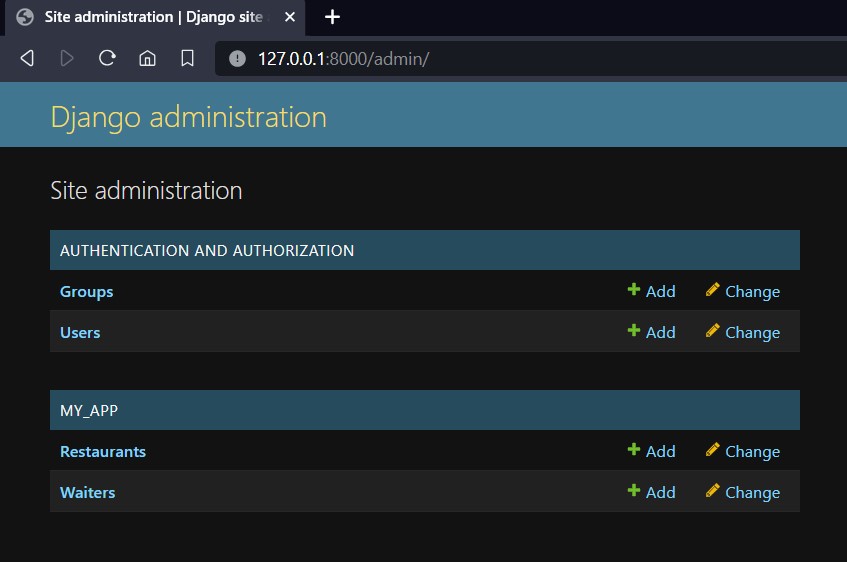 Site administration | Django site
127.0.0.1:8000/admin/
Django administration
Site administration
AUTHENTICATION AND AUTHORIZATION
Groups Add Change
Users Add Change
MY_APP
Restaurants Add Change
Waiters Add Change